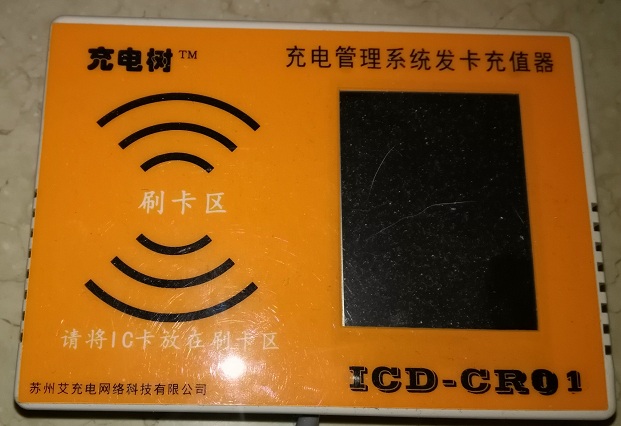 充电树™
充电管理系统发卡充值器
刷卡区
请将IC卡放在刷卡区
苏州艾充电网络科技有限公司
ICD-CR01